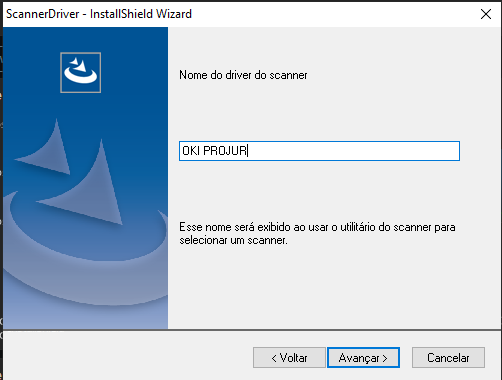 ScannerDriver - InstallShield Wizard
Nome do driver do scanner
OKI PROJUR
Esse nome será exibido ao usar o utilitário do scanner para
selecionar um scanner.
< Voltar
Avançar >
Cancelar